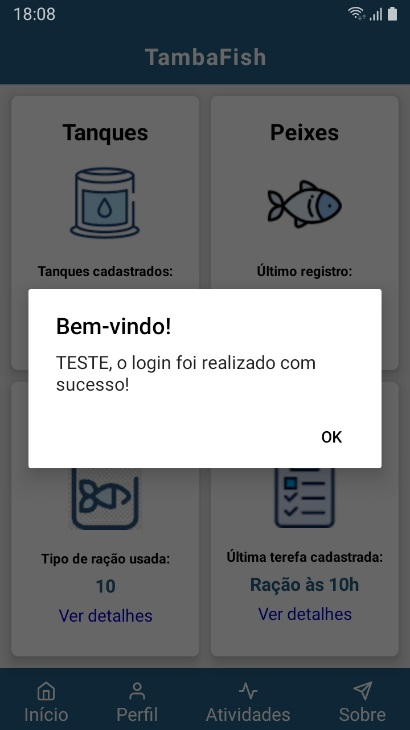 18:08
TambaFish
Tanques
Peixes
Tanques cadastrados:
Último registro:
Bem-vindo!
TESTE, o login foi realizado com
sucesso!
OK
Tipo de ração usada:
10
Ver detalhes
Última terefa cadastrada:
Ração às 10h
Ver detalhes
Início
Perfil
Atividades
Sobre